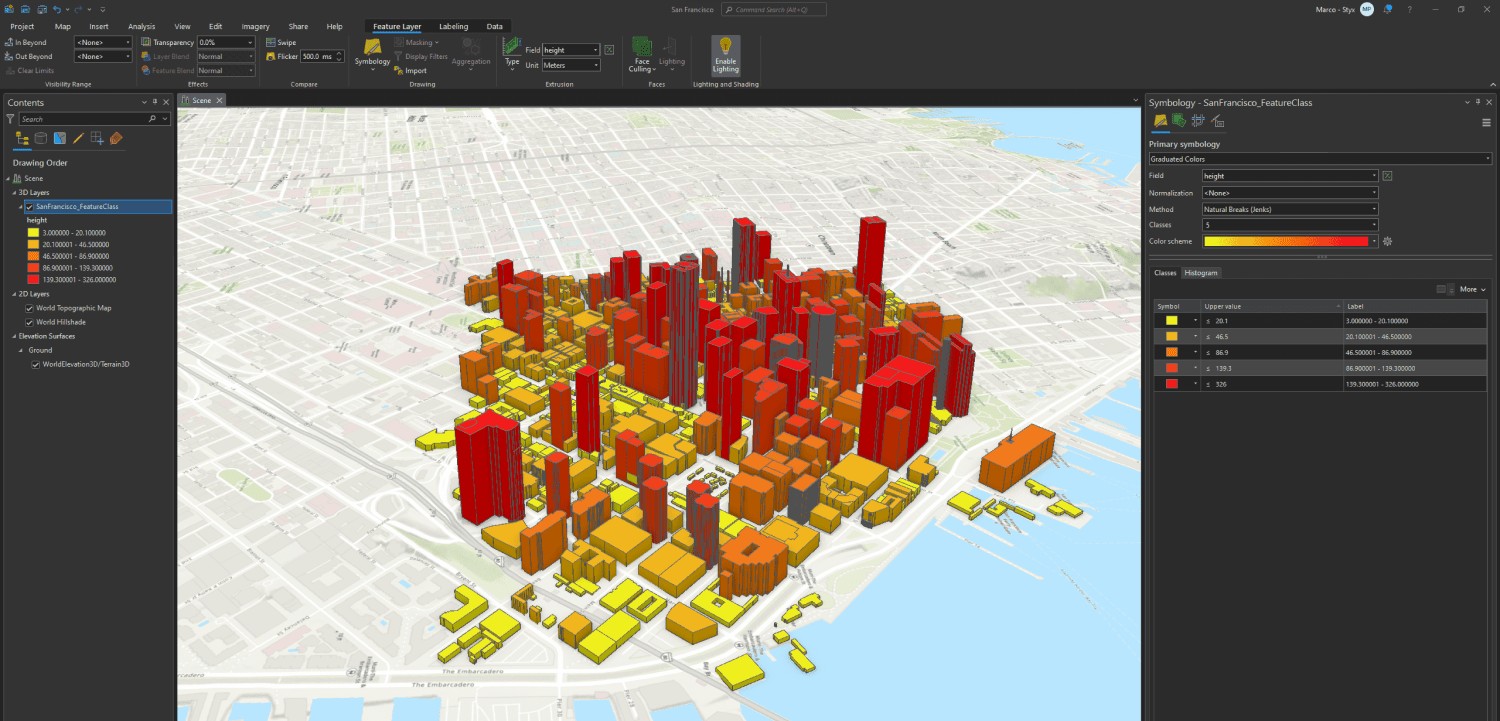 San Francisco
Command Search (Alt+Q)
Marco - Styx
MP
?
Project
Map
Insert
Analysis
View
Edit
Imagery
Share
Help
Feature Layer
Labeling
Data
In Beyond
<None>
Out Beyond
<None>
Clear Limits
Visibility Range
Transparency
0.0%
Layer Blend
Normal
Feature Blend
Normal
Effects
Swipe
Flicker
500.0 ms
Compare
Symbology
Masking
Display Filters
Import
Aggregation
Drawing
Type
Field
height
Unit
Meters
Extrusion
Face
Culling
Lighting
Faces
Enable
Lighting
Lighting and Shading
Contents
Search
Drawing Order
Scene
3D Layers
SanFrancisco_FeatureClass
height
3.000000 - 20.100000
20.100001 - 46.500000
46.500001 - 86.900000
86.900001 - 139.300000
139.300001 - 326.000000
2D Layers
World Topographic Map
World Hillshade
Elevation Surfaces
Ground
WorldElevation3D/Terrain3D
Scene
The Embarcadero
The Embarcadero
Symbology - SanFrancisco_FeatureClass
Primary symbology
Graduated Colors
Field
height
Normalization
<None>
Method
Natural Breaks (Jenks)
Classes
5
Color scheme
Classes
Histogram
More
Symbol
Upper value
Label
≤ 20.1
3.000000 - 20.100000
≤ 46.5
20.100001 - 46.500000
≤ 86.9
46.500001 - 86.900000
≤ 139.3
86.900001 - 139.300000
≤ 326
139.300001 - 326.000000